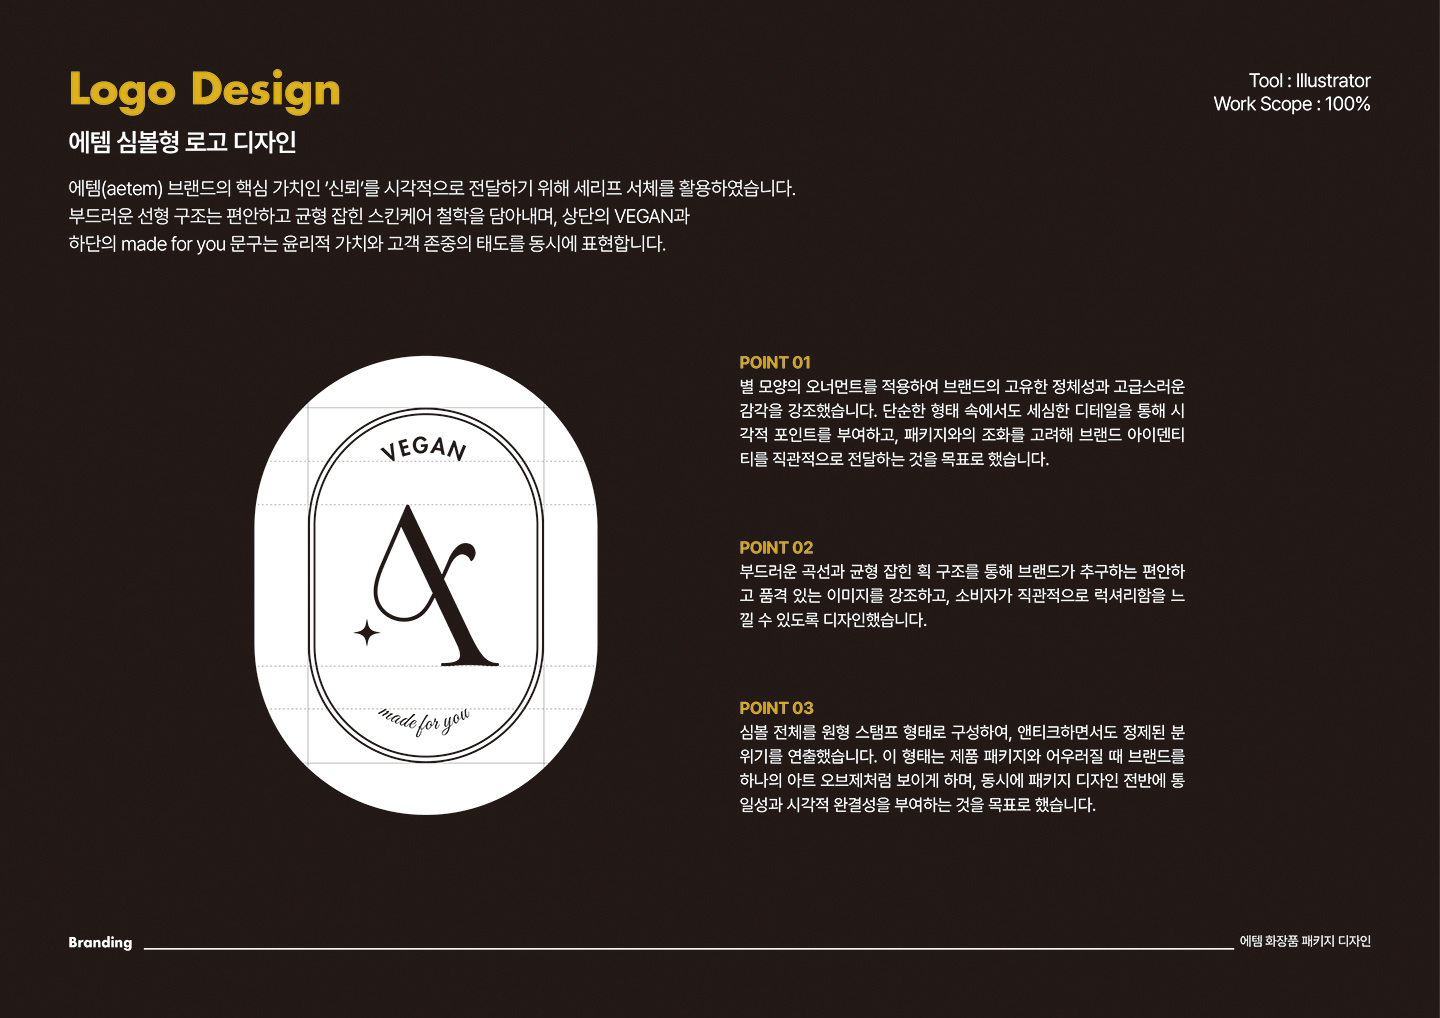 Logo Design
Tool : Illustrator
Work Scope : 100%
에템 심볼형 로고 디자인
에템(aetem) 브랜드의 핵심 가치인 ‘신뢰’를 시각적으로 전달하기 위해 세리프 서체를 활용하였습니다.
부드러운 선형 구조는 편안하고 균형 잡힌 스킨케어 철학을 담아내며, 상단의 VEGAN과
하단의 made for you 문구는 윤리적 가치와 고객 존중의 태도를 동시에 표현합니다.
VEGAN
A
made for you
POINT 01
별 모양의 오너먼트를 적용하여 브랜드의 고유한 정체성과 고급스러운
감각을 강조했습니다. 단순한 형태 속에서도 세심한 디테일을 통해 시
각적 포인트를 부여하고, 패키지와의 조화를 고려해 브랜드 아이덴티
티를 직관적으로 전달하는 것을 목표로 했습니다.
POINT 02
부드러운 곡선과 균형 잡힌 획 구조를 통해 브랜드가 추구하는 편안하
고 품격 있는 이미지를 강조하고, 소비자가 직관적으로 럭셔리함을 느
낄 수 있도록 디자인했습니다.
POINT 03
심볼 전체를 원형 스탬프 형태로 구성하여, 앤티크하면서도 정제된 분
위기를 연출했습니다. 이 형태는 제품 패키지와 어우러질 때 브랜드를
하나의 아트 오브제처럼 보이게 하며, 동시에 패키지 디자인 전반에 통
일성과 시각적 완결성을 부여하는 것을 목표로 했습니다.
Branding
에템 화장품 패키지 디자인